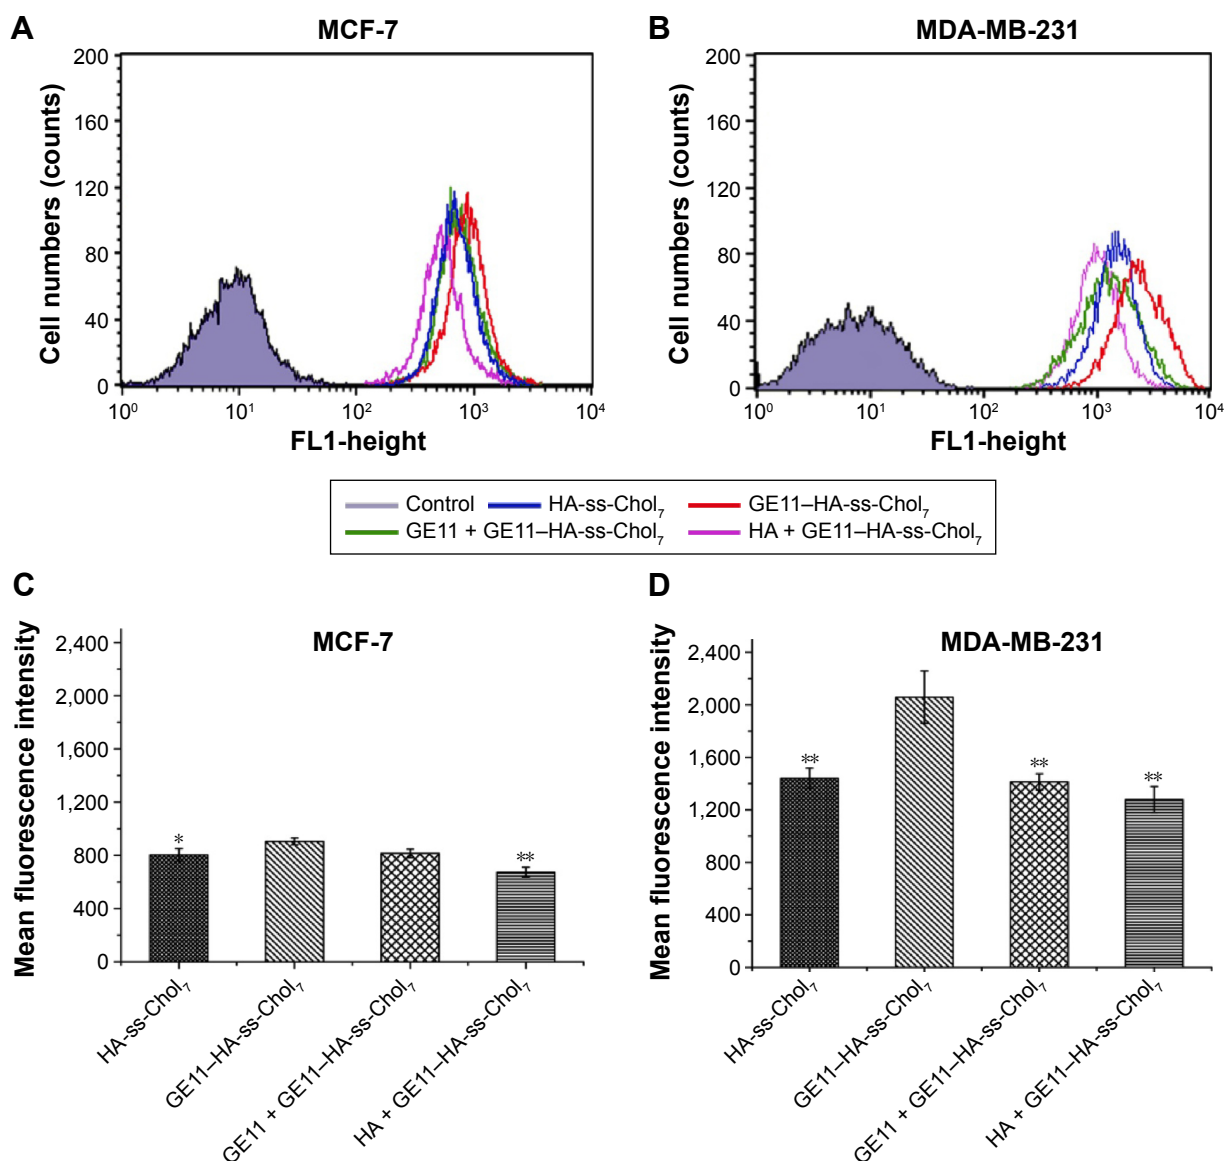 A
MCF-7
Cell numbers (counts)
200
160
120
80
40
0
10⁰
10¹
10²
10³
10⁴
FL1-height
B
MDA-MB-231
Cell numbers (counts)
200
160
120
80
40
0
10⁰
10¹
10²
10³
10⁴
FL1-height
Control
HA-ss-Chol₇
GE11–HA-ss-Chol₇
GE11 + GE11–HA-ss-Chol₇
HA + GE11–HA-ss-Chol₇
C
MCF-7
Mean fluorescence intensity
2,400
2,000
1,600
1,200
800
400
0
*
**
HA-ss-Chol₇
GE11–HA-ss-Chol₇
GE11 + GE11–HA-ss-Chol₇
HA + GE11–HA-ss-Chol₇
D
MDA-MB-231
Mean fluorescence intensity
2,400
2,000
1,600
1,200
800
400
0
**
**
**
HA-ss-Chol₇
GE11–HA-ss-Chol₇
GE11 + GE11–HA-ss-Chol₇
HA + GE11–HA-ss-Chol₇